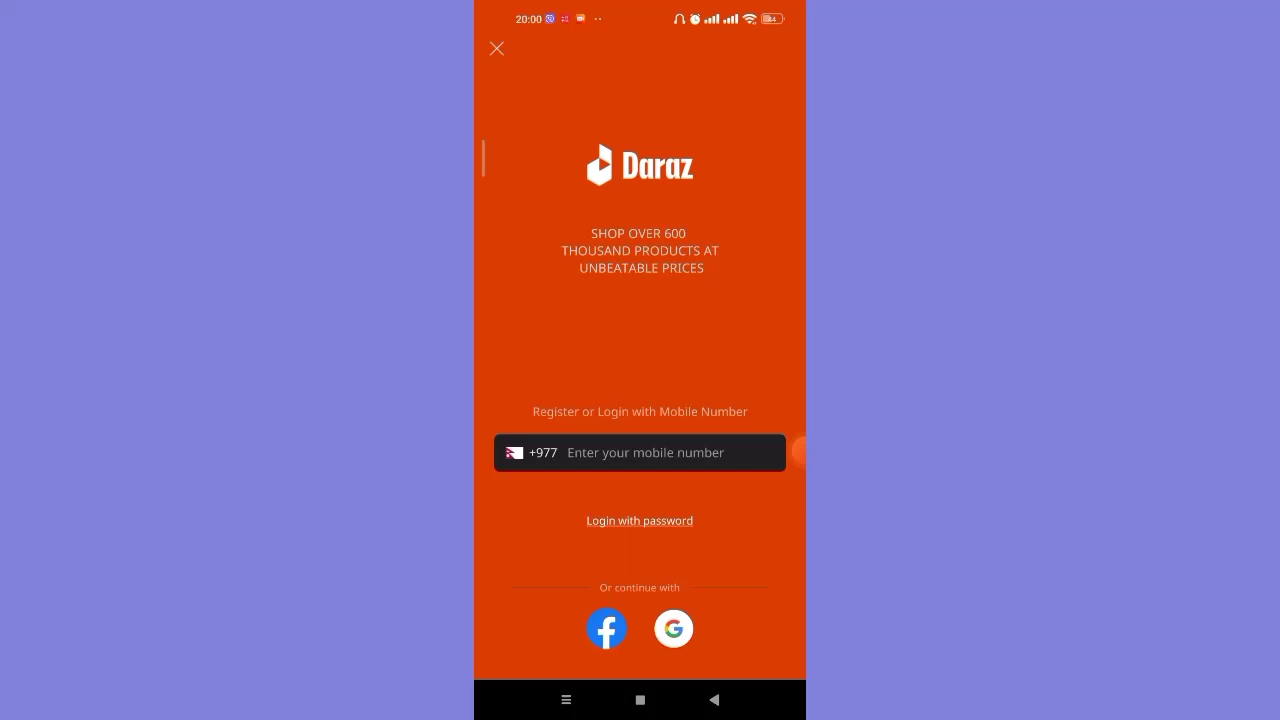 20:00
44
Daraz
SHOP OVER 600
THOUSAND PRODUCTS AT
UNBEATABLE PRICES
Register or Login with Mobile Number
+977 Enter your mobile number
Login with password
Or continue with